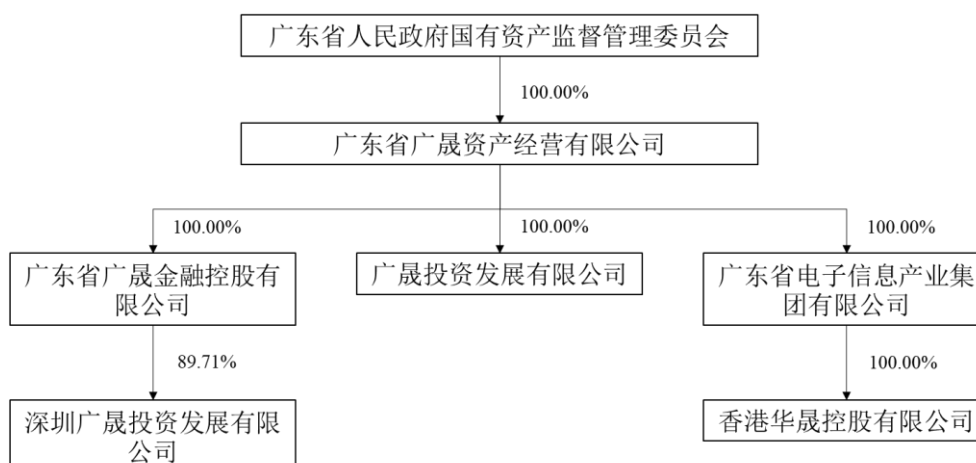 广东省人民政府国有资产监督管理委员会
100.00%
广东省广晟资产经营有限公司
100.00%
100.00%
100.00%
广东省广晟金融控股有
限公司
广晟投资发展有限公司
广东省电子信息产业集
团有限公司
89.71%
100.00%
深圳广晟投资发展有限
公司
香港华晟控股有限公司